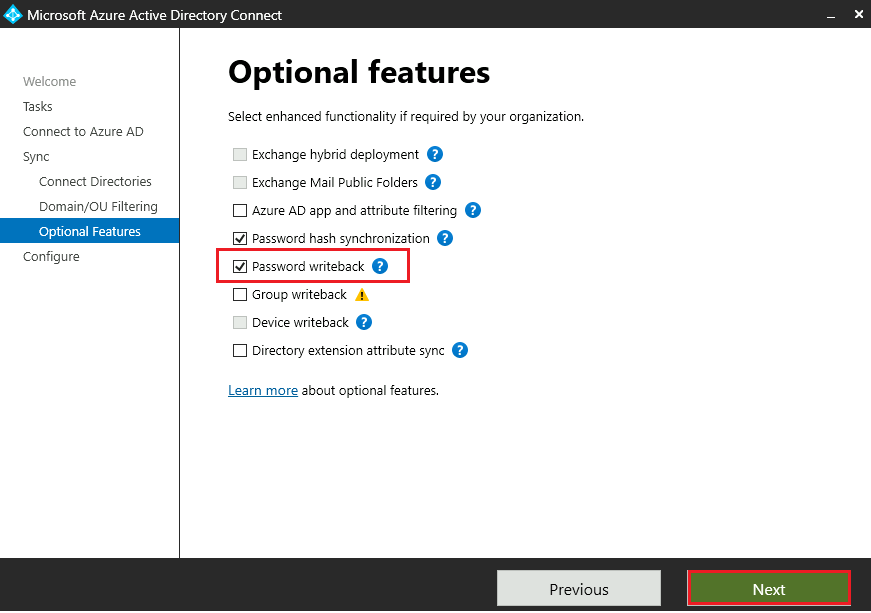 Microsoft Azure Active Directory Connect
Welcome
Tasks
Connect to Azure AD
Sync
Connect Directories
Domain/OU Filtering
Optional Features
Configure
Optional features
Select enhanced functionality if required by your organization.
Exchange hybrid deployment ?
Exchange Mail Public Folders ?
Azure AD app and attribute filtering ?
Password hash synchronization ?
Password writeback ?
Group writeback !
Device writeback ?
Directory extension attribute sync ?
Learn more about optional features.
Previous
Next